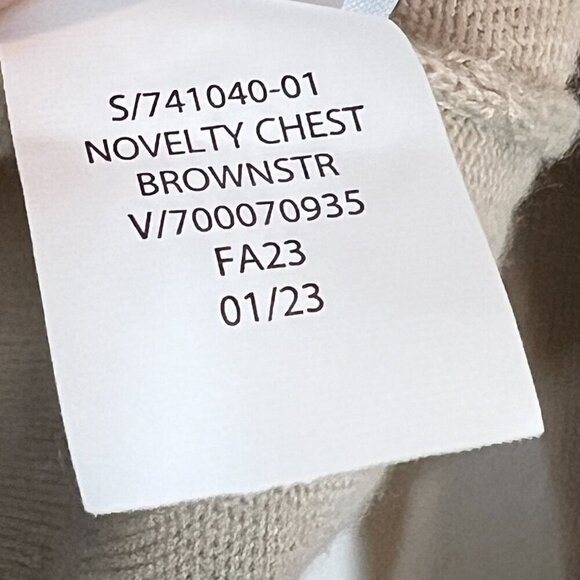 S/741040-01
NOVELTY CHEST
BROWNSTR
V/700070935
FA23
01/23